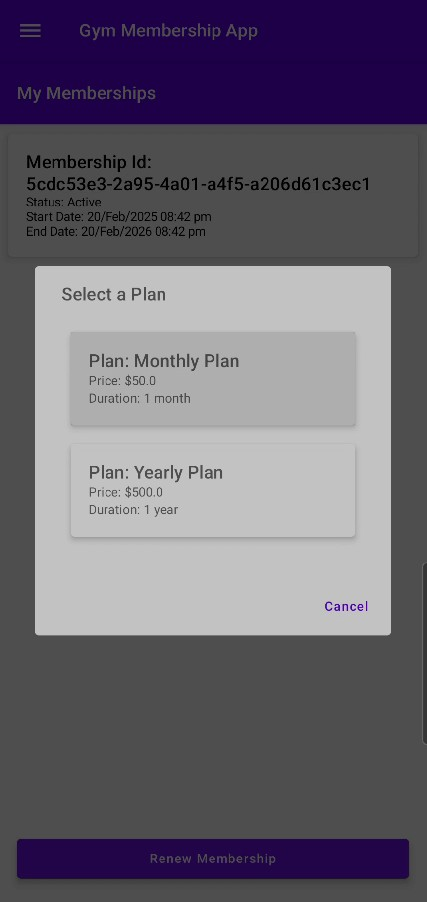 Gym Membership App
My Memberships
Membership Id:
5cdc53e3-2a95-4a01-a4f5-a206d61c3ec1
Status: Active
Start Date: 20/Feb/2025 08:42 pm
End Date: 20/Feb/2026 08:42 pm
Select a Plan
Plan: Monthly Plan
Price: $50.0
Duration: 1 month
Plan: Yearly Plan
Price: $500.0
Duration: 1 year
Cancel
Renew Membership